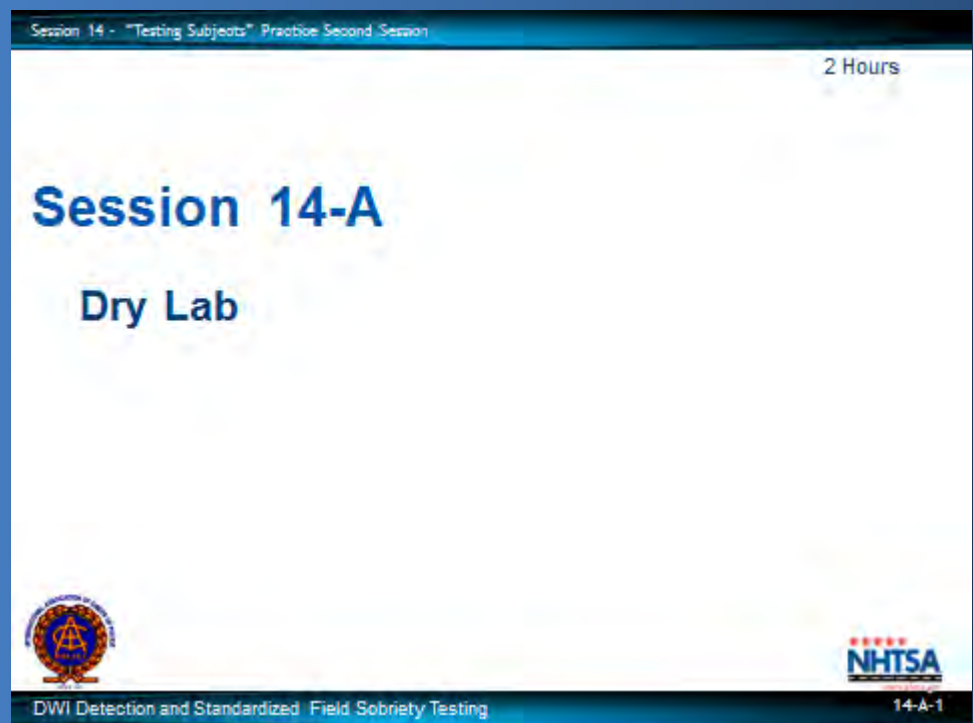 Session 14 - "Testing Subjects" Practice Second Session
2 Hours
Session 14-A
Dry Lab
NHTSA
DWI Detection and Standardized Field Sobriety Testing
14-A-1